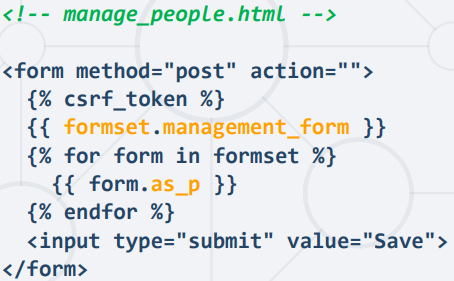 <!-- manage_people.html -->
<form method="post" action="">
{% csrf_token %}
{{ formset.management_form }}
{% for form in formset %}
{{ form.as_p }}
{% endfor %}
<input type="submit" value="Save">
</form>